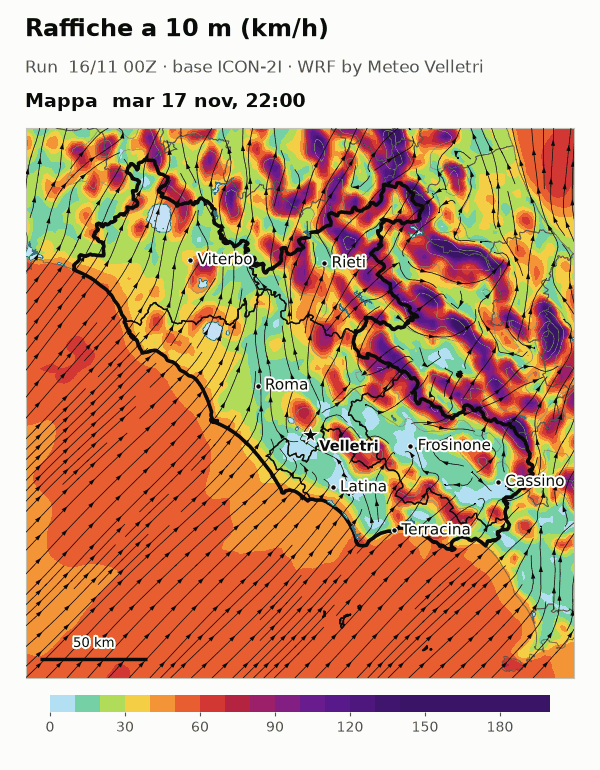 Raffiche a 10 m (km/h)
Run 16/11 00Z · base ICON-2I · WRF by Meteo Velletri
Mappa mar 17 nov, 22:00
Viterbo
Rieti
Roma
Velletri
Frosinone
Latina
Cassino
Terracina
50 km
0 30 60 90 120 150 180